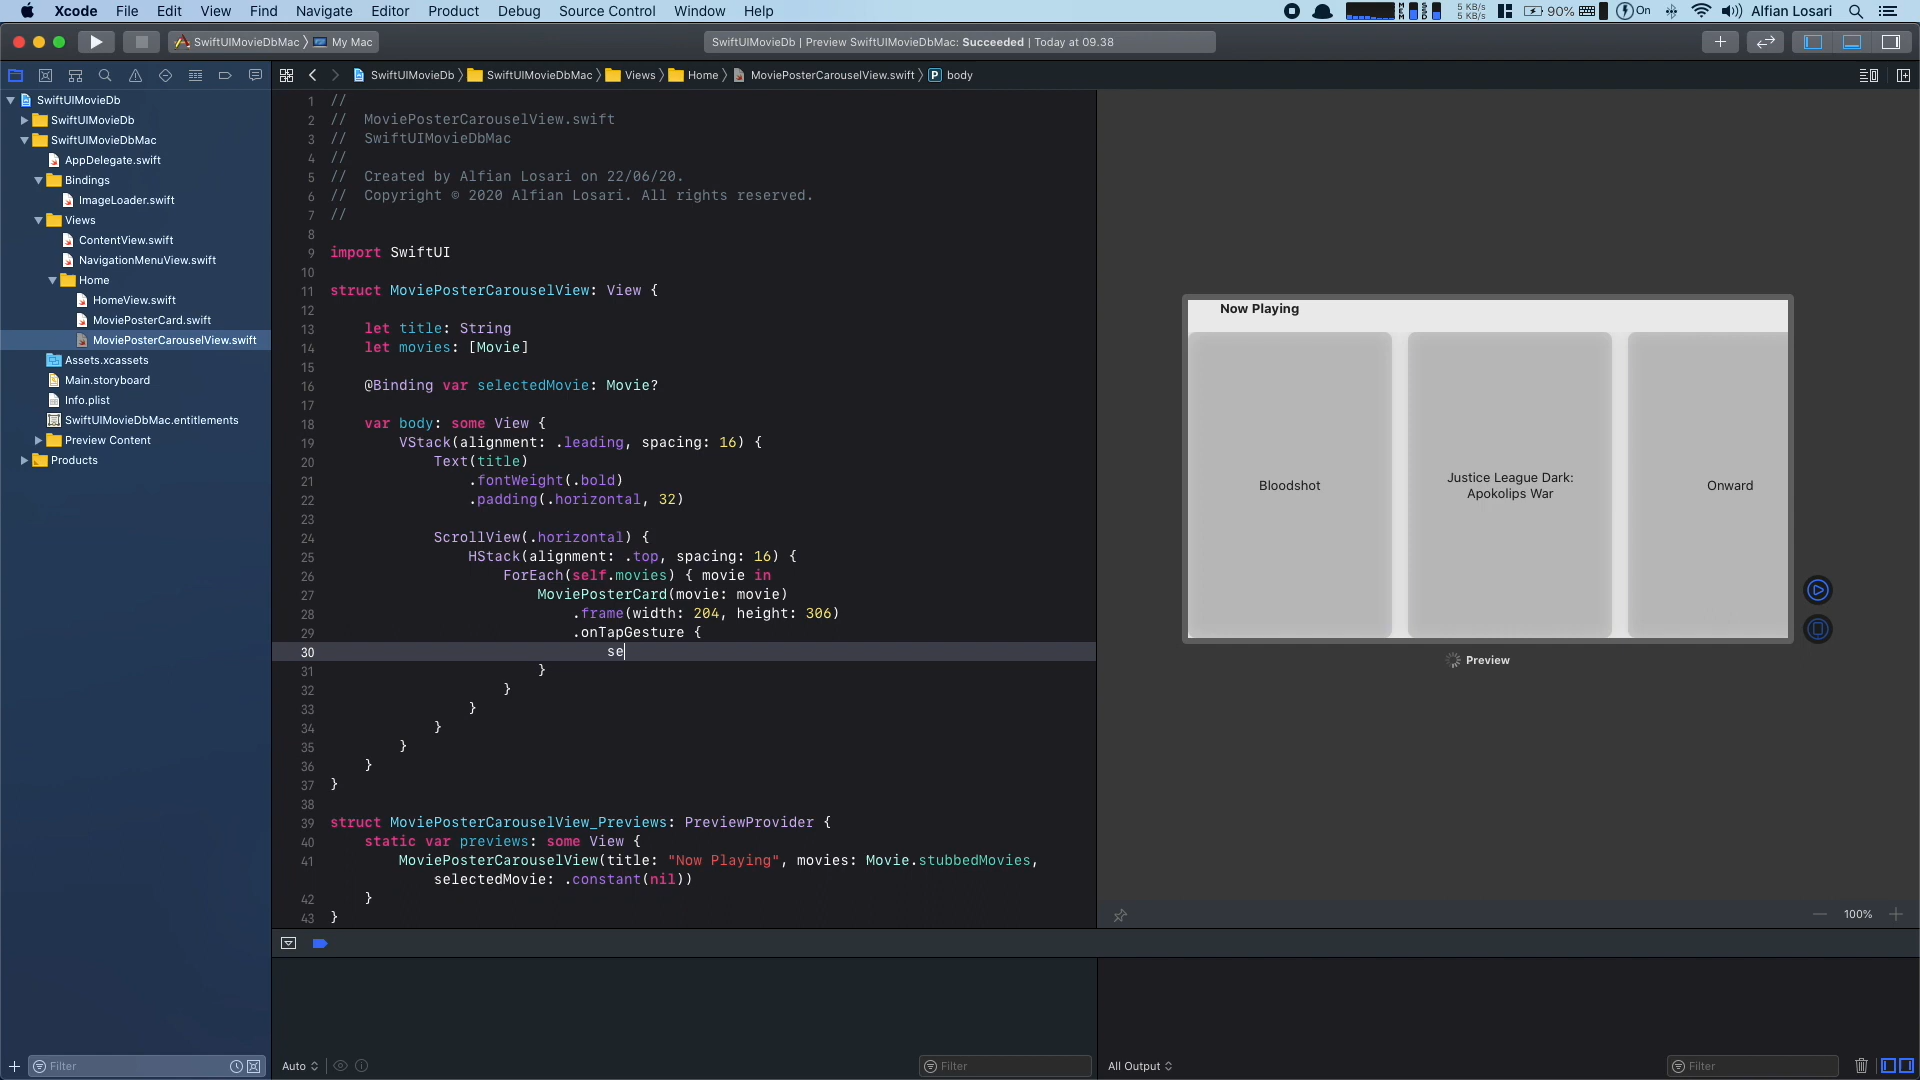 Xcode File Edit View Find Navigate Editor Product Debug Source Control Window Help
5 KB/s
5 KB/s
90%
On
Alfian Losari
SwiftUIMovieDbMac
My Mac
SwiftUIMovieDb | Preview SwiftUIMovieDbMac: Succeeded | Today at 09.38
SwiftUIMovieDb
SwiftUIMovieDbMac
Views
Home
MoviePosterCarouselView.swift
P
body
SwiftUIMovieDb
SwiftUIMovieDb
SwiftUIMovieDbMac
AppDelegate.swift
Bindings
ImageLoader.swift
Views
ContentView.swift
NavigationMenuView.swift
Home
HomeView.swift
MoviePosterCard.swift
MoviePosterCarouselView.swift
Assets.xcassets
Main.storyboard
Info.plist
SwiftUIMovieDbMac.entitlements
Preview Content
Products
Filter
1 //
2 // MoviePosterCarouselView.swift
3 // SwiftUIMovieDbMac
4 //
5 // Created by Alfian Losari on 22/06/20.
6 // Copyright © 2020 Alfian Losari. All rights reserved.
7 //
8
9 import SwiftUI
10
11 struct MoviePosterCarouselView: View {
12
13 let title: String
14 let movies: [Movie]
15
16 @Binding var selectedMovie: Movie?
17
18 var body: some View {
19 VStack(alignment: .leading, spacing: 16) {
20 Text(title)
21 .fontWeight(.bold)
22 .padding(.horizontal, 32)
23
24 ScrollView(.horizontal) {
25 HStack(alignment: .top, spacing: 16) {
26 ForEach(self.movies) { movie in
27 MoviePosterCard(movie: movie)
28 .frame(width: 204, height: 306)
29 .onTapGesture {
30 se
31 }
32 }
33 }
34 }
35 }
36 }
37 }
38
39 struct MoviePosterCarouselView_Previews: PreviewProvider {
40 static var previews: some View {
41 MoviePosterCarouselView(title: "Now Playing", movies: Movie.stubbedMovies,
selectedMovie: .constant(nil))
42 }
43 }
Now Playing
Bloodshot
Justice League Dark:
Apokolips War
Onward
Preview
100%
Auto
Filter
All Output
Filter